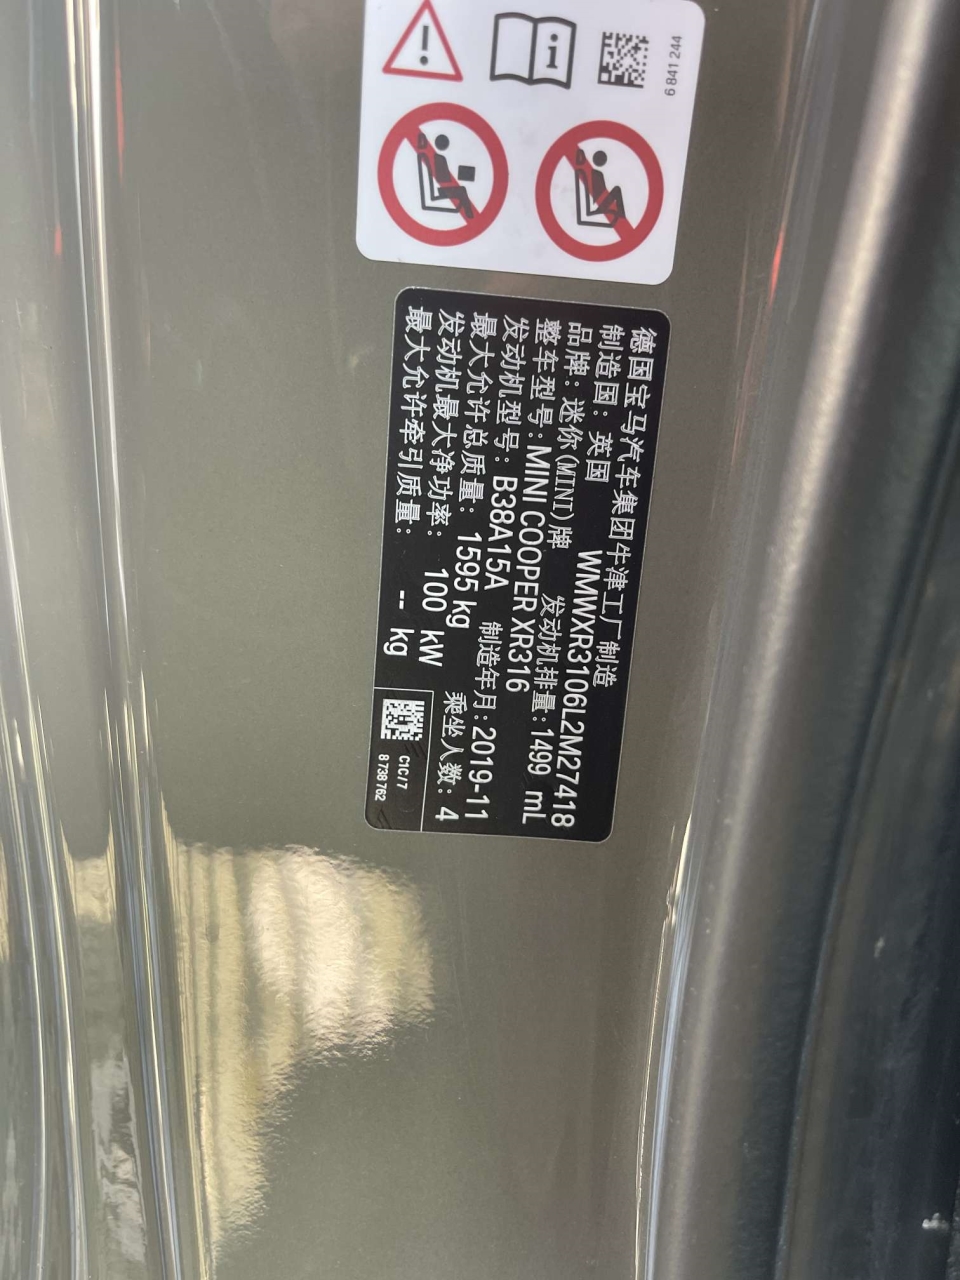 6 841 244
德国宝马汽车集团牛津工厂制造
制造国：英国 WMWXR3106L2M27418
品牌：迷你(MINI)牌 发动机排量：1499 mL
整车型号：MINI COOPER XR316
发动机型号：B38A15A 制造年月：2019-11
最大允许总质量：1595 kg 乘坐人数：4
发动机最大净功率：100 kW
最大允许牵引质量：-- kg
C1C/7
8 738 762